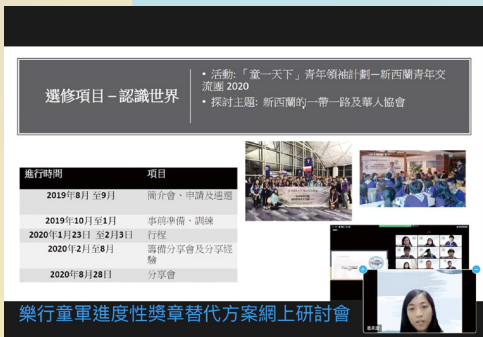 選修項目 – 認識世界
• 活動: 「童一天下」青年領袖計劃—新西蘭青年交
流團 2020
• 探討主題: 新西蘭的一帶一路及華人協會
進行時間 項目
2019年8月 至9月 簡介會、申請及遴選
2019年10月至1月 事前準備、訓練
2020年1月23日 至2月3日 行程
2020年2月至8月 籌備分享會及分享經
驗
2020年8月28日 分享會
樂行童軍進度性獎章替代方案網上研討會